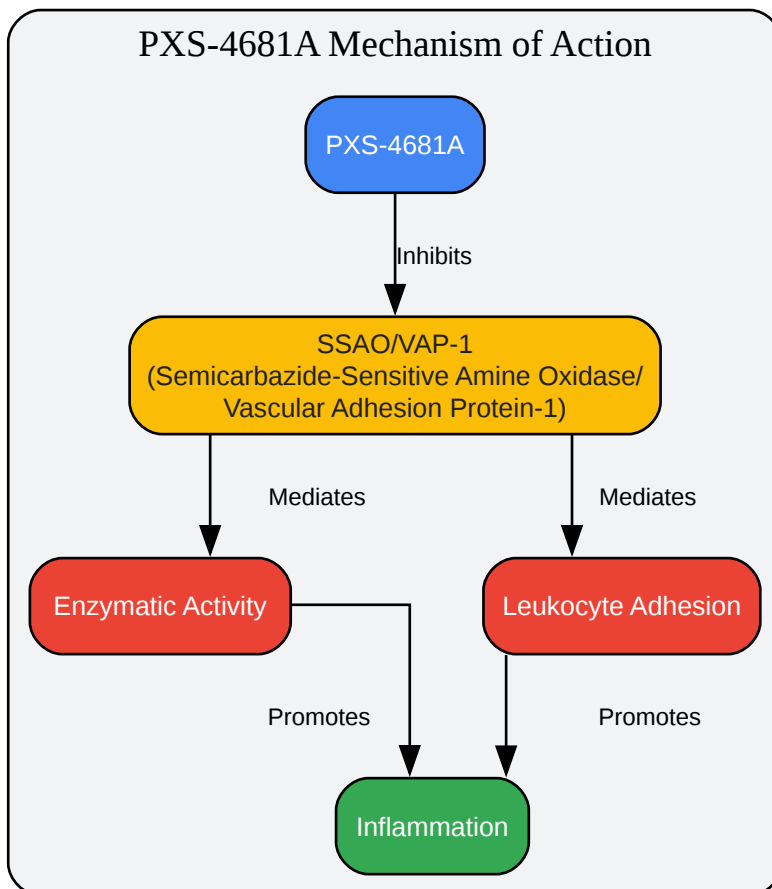 PXS-4681A Mechanism of Action
PXS-4681A
Inhibits
SSAO/VAP-1
(Semicarbazide-Sensitive Amine Oxidase/
Vascular Adhesion Protein-1)
Mediates
Mediates
Enzymatic Activity
Leukocyte Adhesion
Promotes
Promotes
Inflammation